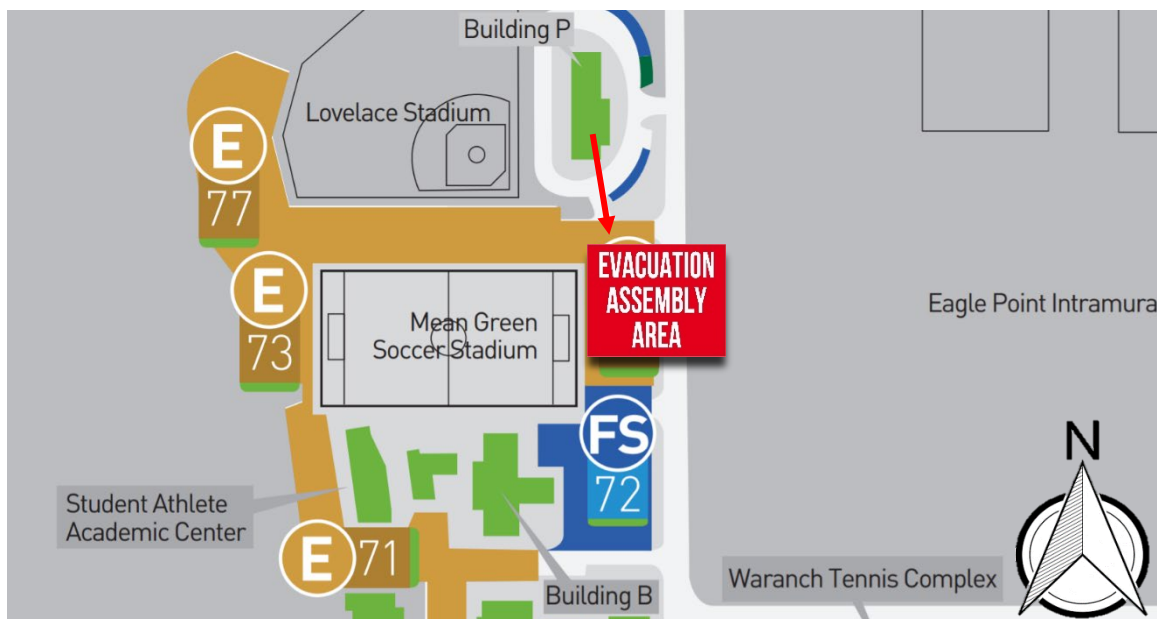 Building P
Lovelace Stadium
E
77
EVACUATION
ASSEMBLY
AREA
E
73
Mean Green
Soccer Stadium
Eagle Point Intramura
FS
72
N
Student Athlete
Academic Center
E
71
Building B
Waranch Tennis Complex